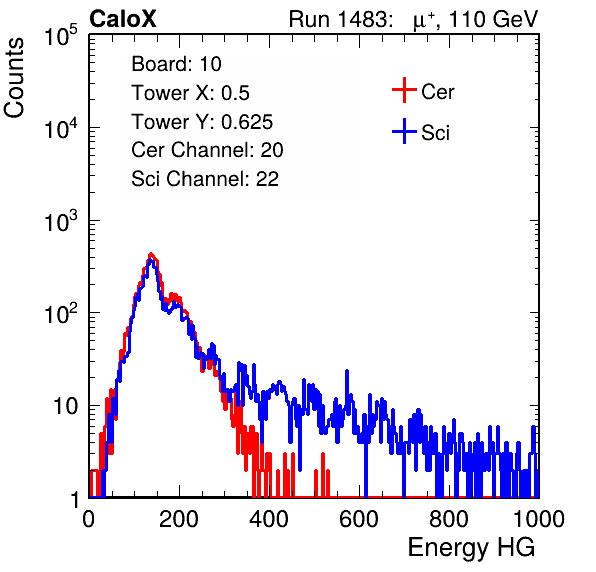 CaloX Run 1483: μ⁺, 110 GeV
Counts
10⁵
10⁴
10³
10²
10
1
Board: 10
Tower X: 0.5
Tower Y: 0.625
Cer Channel: 20
Sci Channel: 22
Cer
Sci
0 200 400 600 800 1000
Energy HG